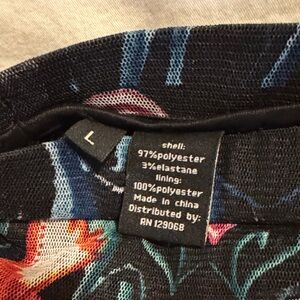 L
shell:
97%polyester
3%elastane
lining:
100%polyester
Made in china
Distributed by:
RN 129068